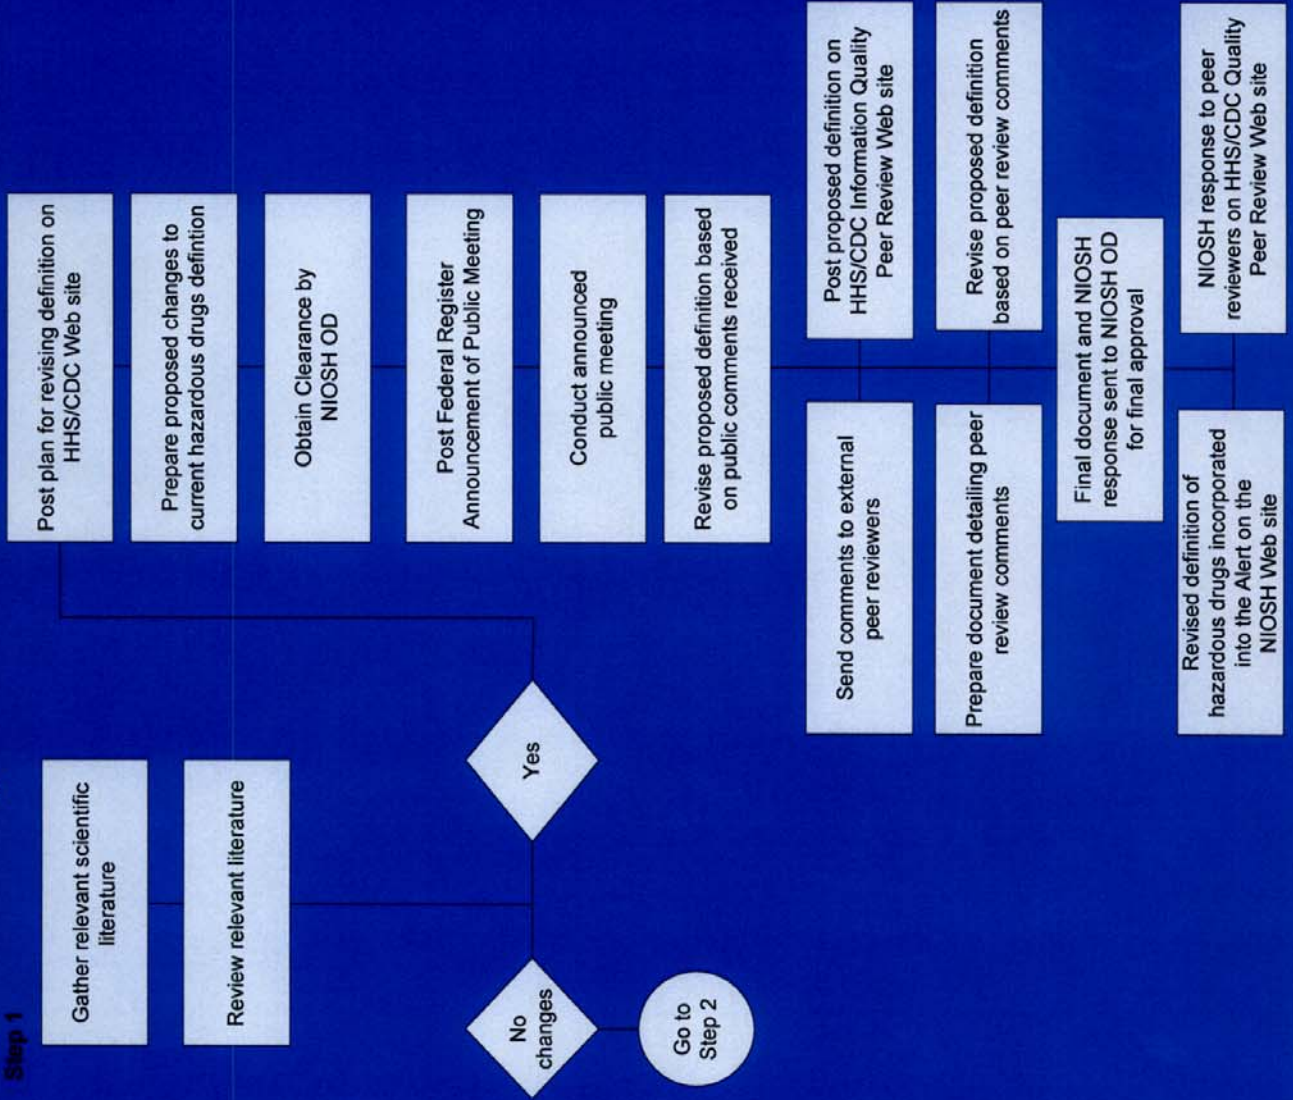 Step 1
Gather relevant scientific
literature
Review relevant literature
No
changes
Go to
Step 2
Yes
Post plan for revising definition on
HHS/CDC Web site
Prepare proposed changes to
current hazardous drugs defintion
Obtain Clearance by
NIOSH OD
Post Federal Register
Announcement of Public Meeting
Conduct announced
public meeting
Revise proposed definition based
on public comments received
Send comments to external
peer reviewers
Post proposed definition on
HHS/CDC Information Quality
Peer Review Web site
Prepare document detailing peer
review comments
Revise proposed definition
based on peer review comments
Final document and NIOSH
response sent to NIOSH OD
for final approval
Revised definition of
hazardous drugs incorporated
into the Alert on the
NIOSH Web site
NIOSH response to peer
reviewers on HHS/CDC Quality
Peer Review Web site